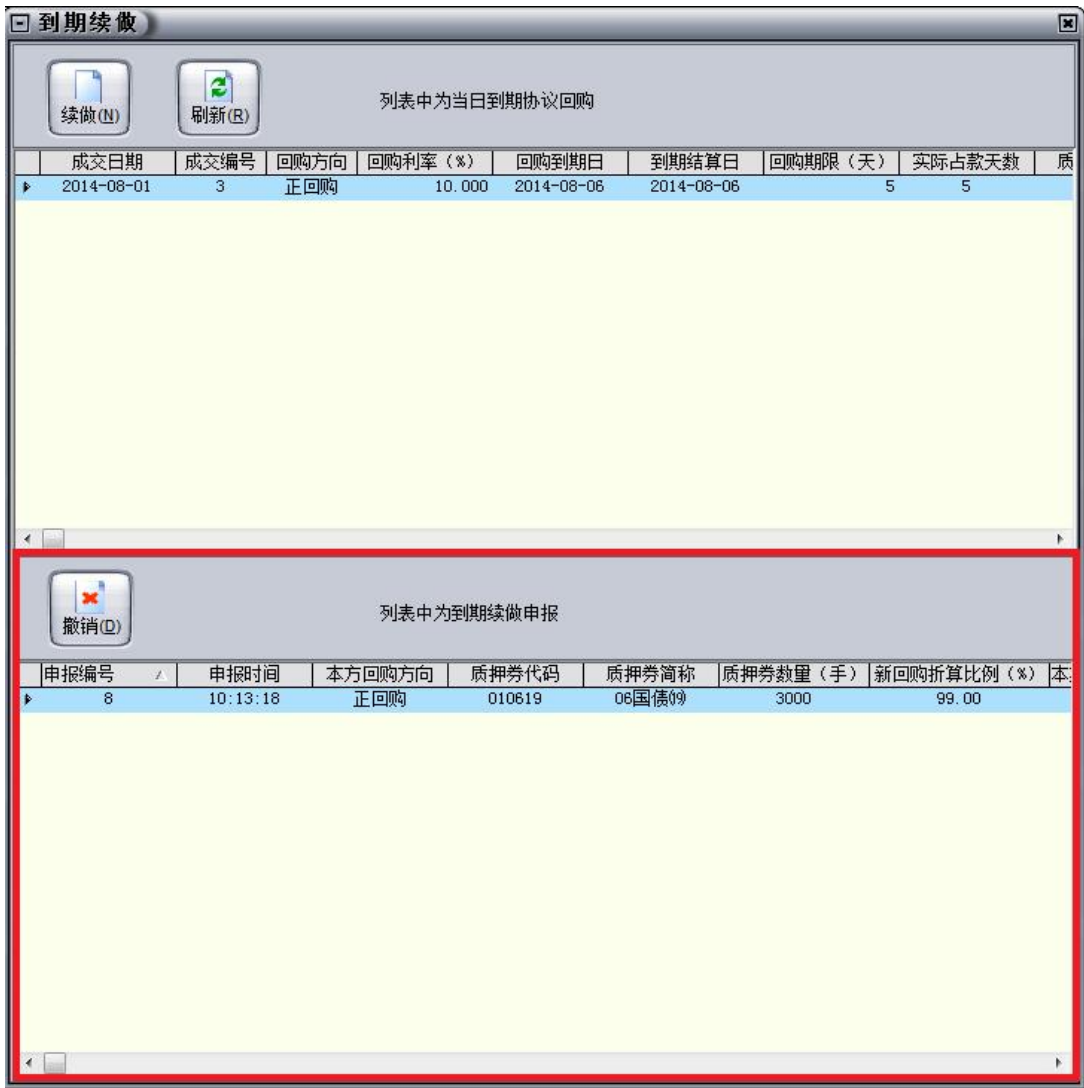 到期续做
续做(N) 刷新(R) 列表中为当日到期协议回购
成交日期 成交编号 回购方向 回购利率（%） 回购到期日 到期结算日 回购期限（天） 实际占款天数 质
2014-08-01 3 正回购 10.000 2014-08-06 2014-08-06 5 5
撤销(D) 列表中为到期续做申报
申报编号 申报时间 本方回购方向 质押券代码 质押券简称 质押券数量（手） 新回购折算比例（%） 本
8 10:13:18 正回购 010619 06国债⒆ 3000 99.00